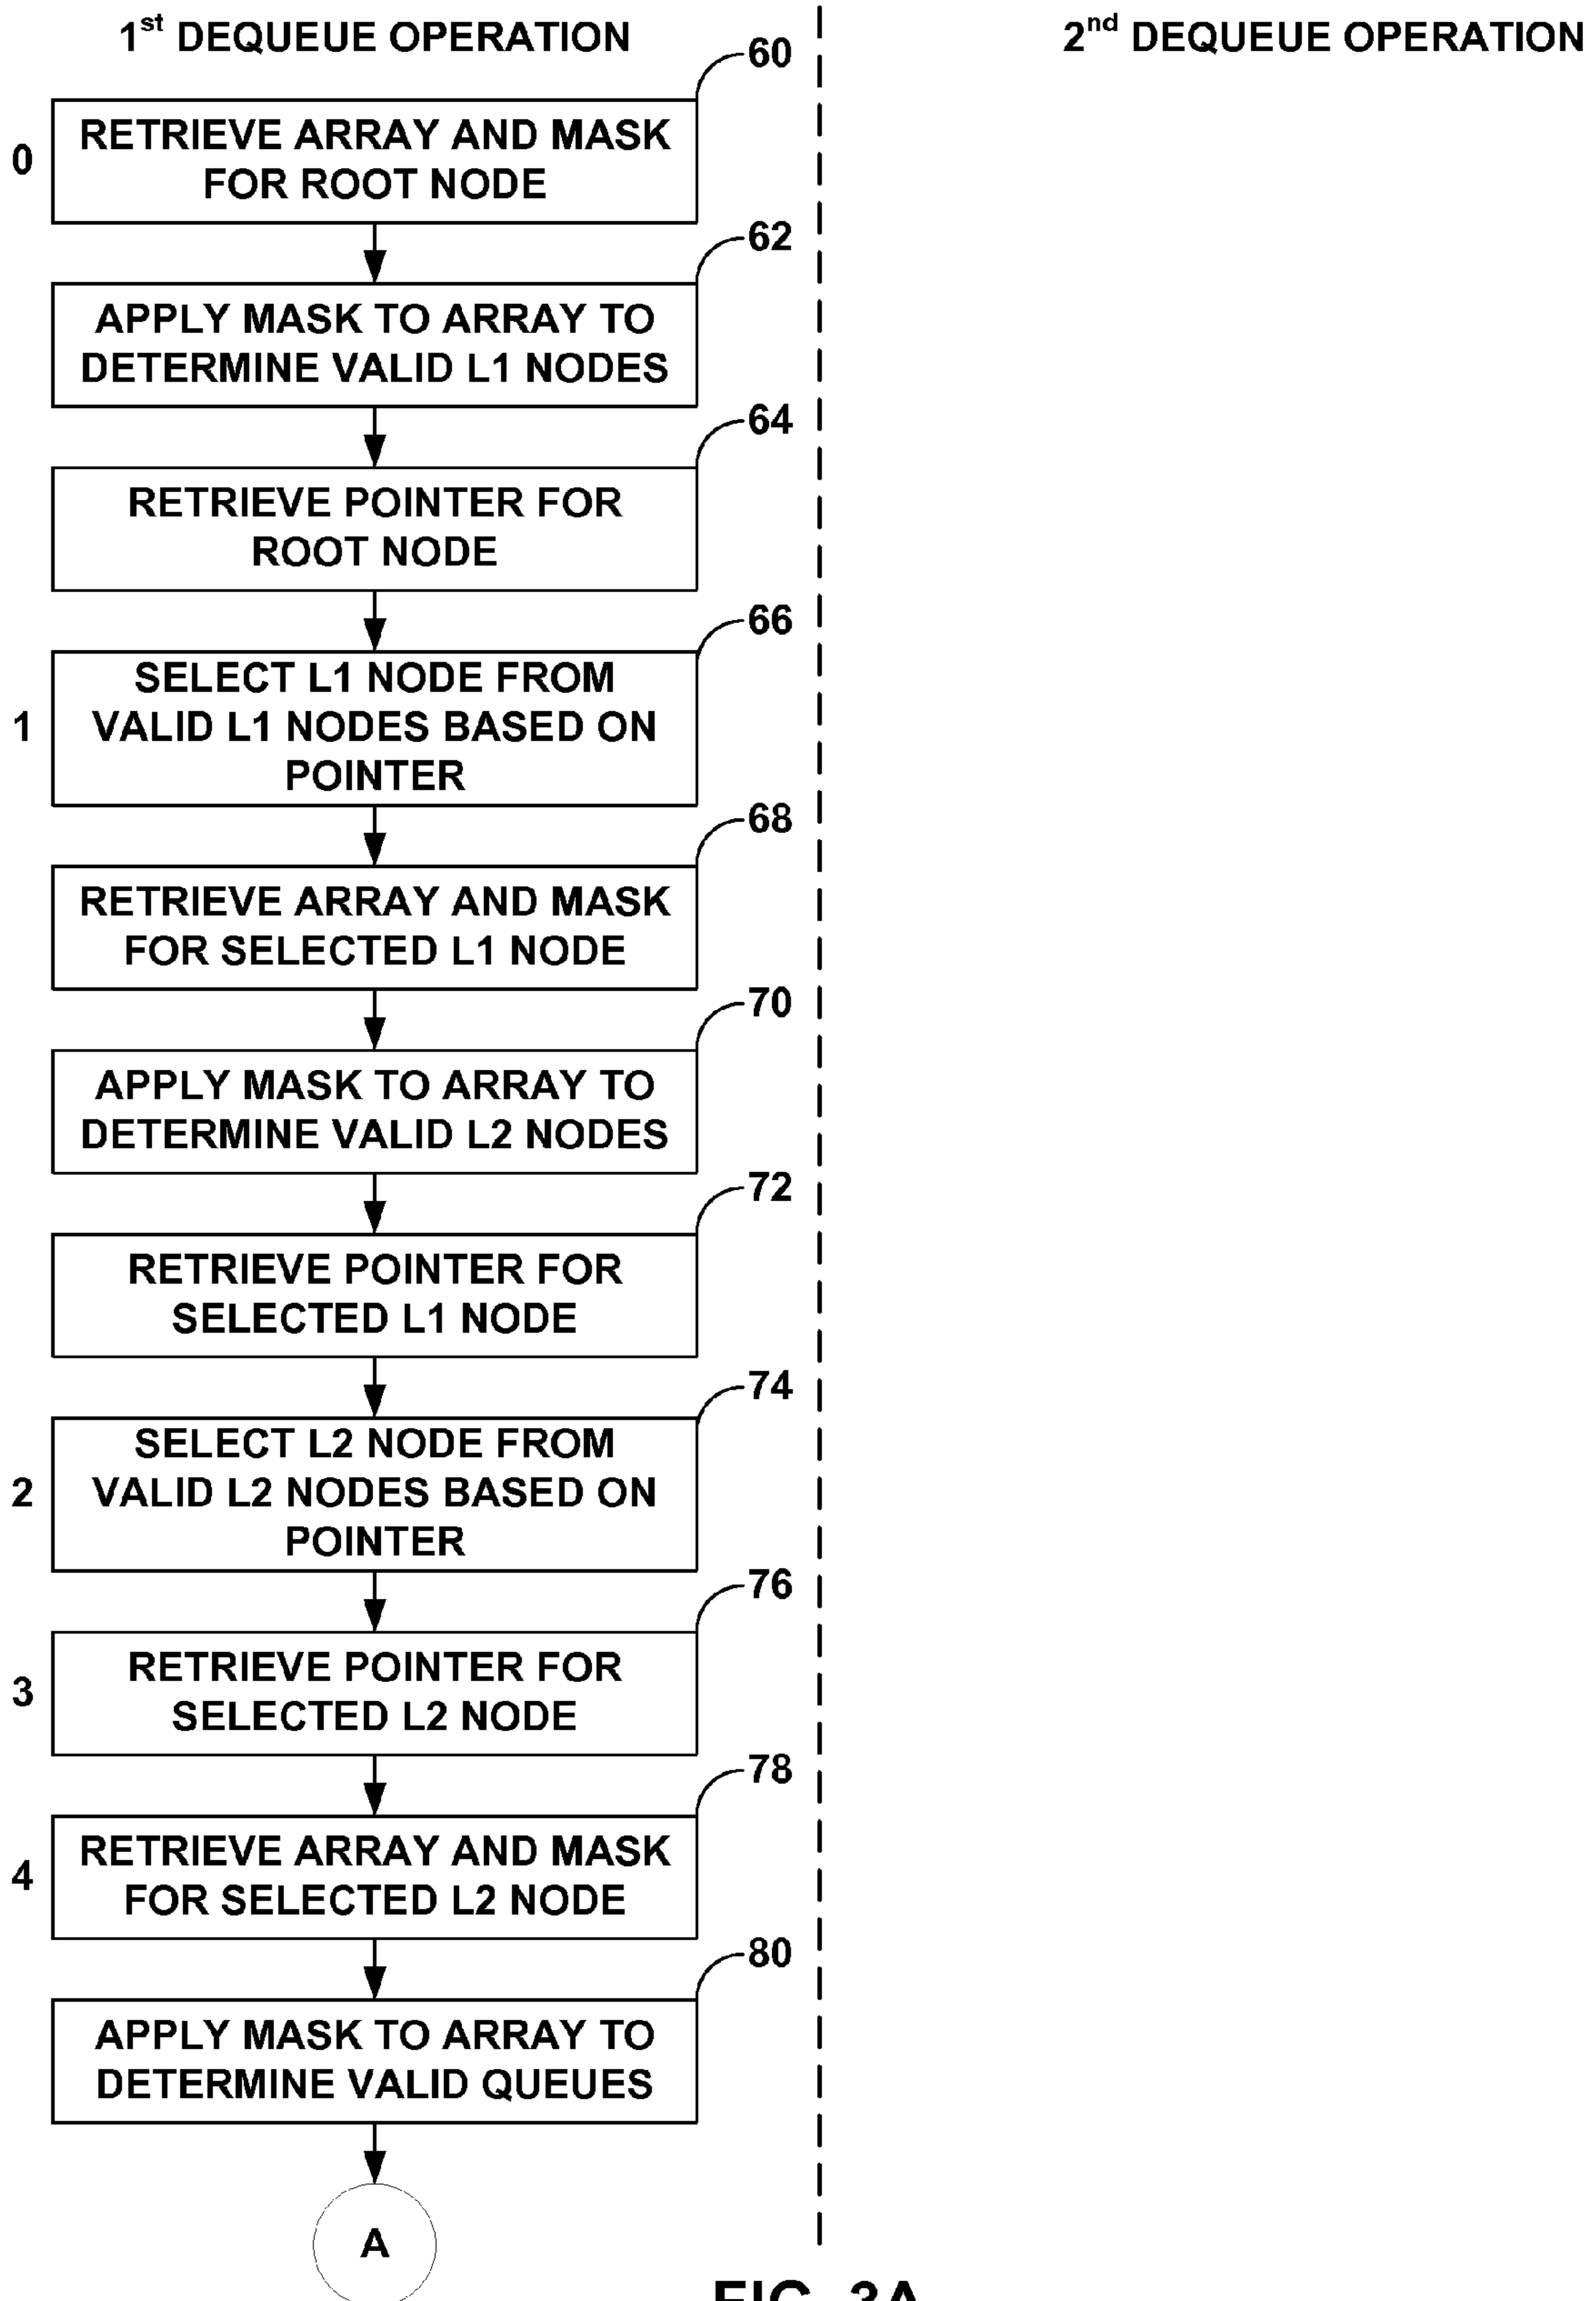 1st DEQUEUE OPERATION
2nd DEQUEUE OPERATION
60
0
RETRIEVE ARRAY AND MASK
FOR ROOT NODE
62
APPLY MASK TO ARRAY TO
DETERMINE VALID L1 NODES
64
RETRIEVE POINTER FOR
ROOT NODE
66
1
SELECT L1 NODE FROM
VALID L1 NODES BASED ON
POINTER
68
RETRIEVE ARRAY AND MASK
FOR SELECTED L1 NODE
70
APPLY MASK TO ARRAY TO
DETERMINE VALID L2 NODES
72
RETRIEVE POINTER FOR
SELECTED L1 NODE
74
2
SELECT L2 NODE FROM
VALID L2 NODES BASED ON
POINTER
76
3
RETRIEVE POINTER FOR
SELECTED L2 NODE
78
4
RETRIEVE ARRAY AND MASK
FOR SELECTED L2 NODE
80
APPLY MASK TO ARRAY TO
DETERMINE VALID QUEUES
A
FIG. 3A